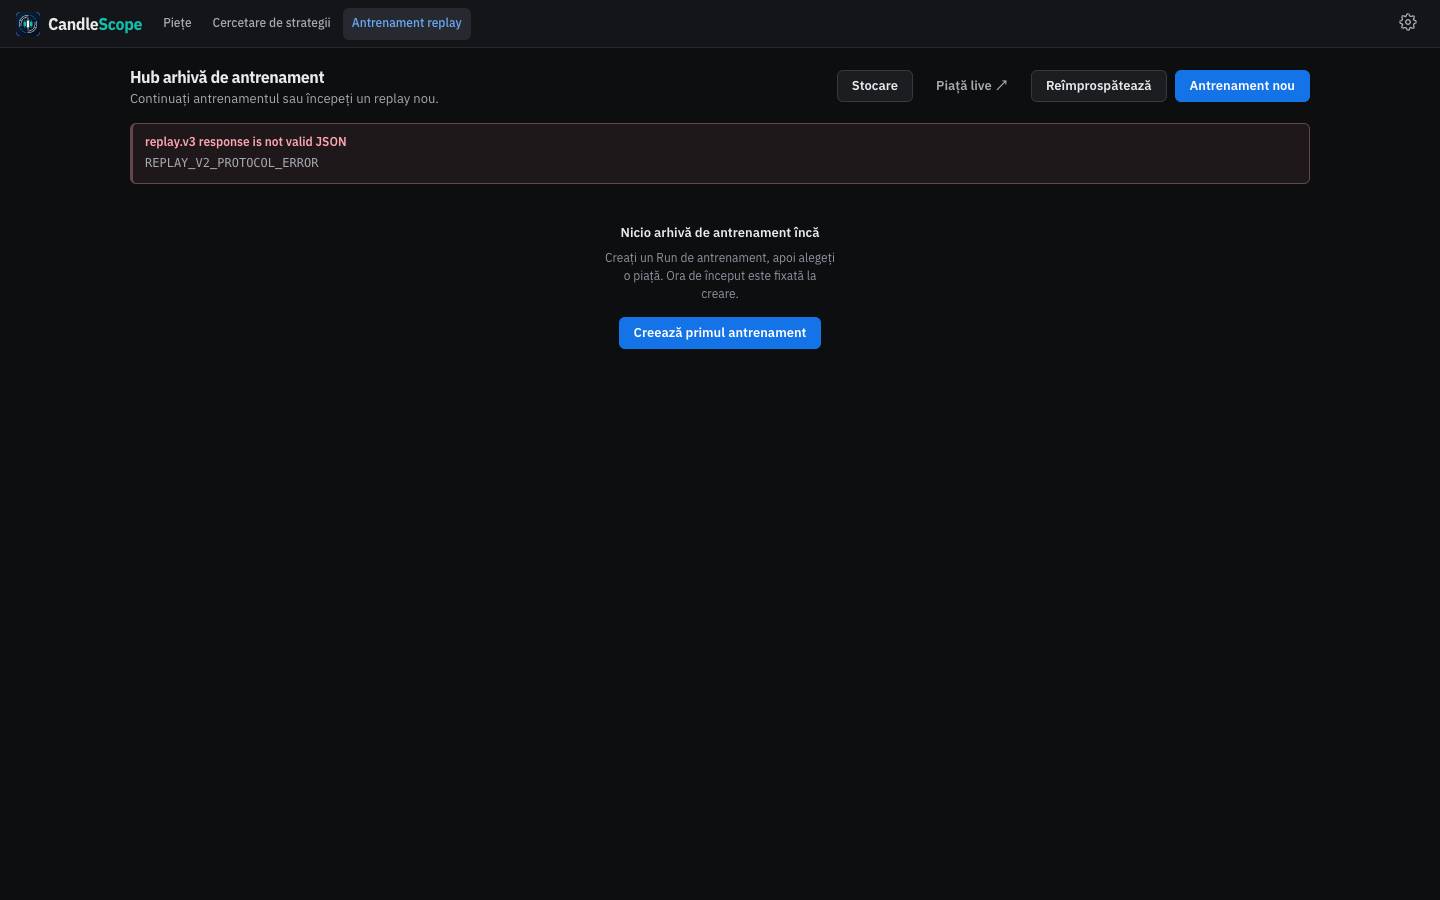 CandleScope
Piețe
Cercetare de strategii
Antrenament replay
Hub arhivă de antrenament
Continuați antrenamentul sau începeți un replay nou.
Stocare
Piață live ↗
Reîmprospătează
Antrenament nou
replay.v3 response is not valid JSON
REPLAY_V2_PROTOCOL_ERROR
Nicio arhivă de antrenament încă
Creați un Run de antrenament, apoi alegeți
o piață. Ora de început este fixată la
creare.
Creează primul antrenament